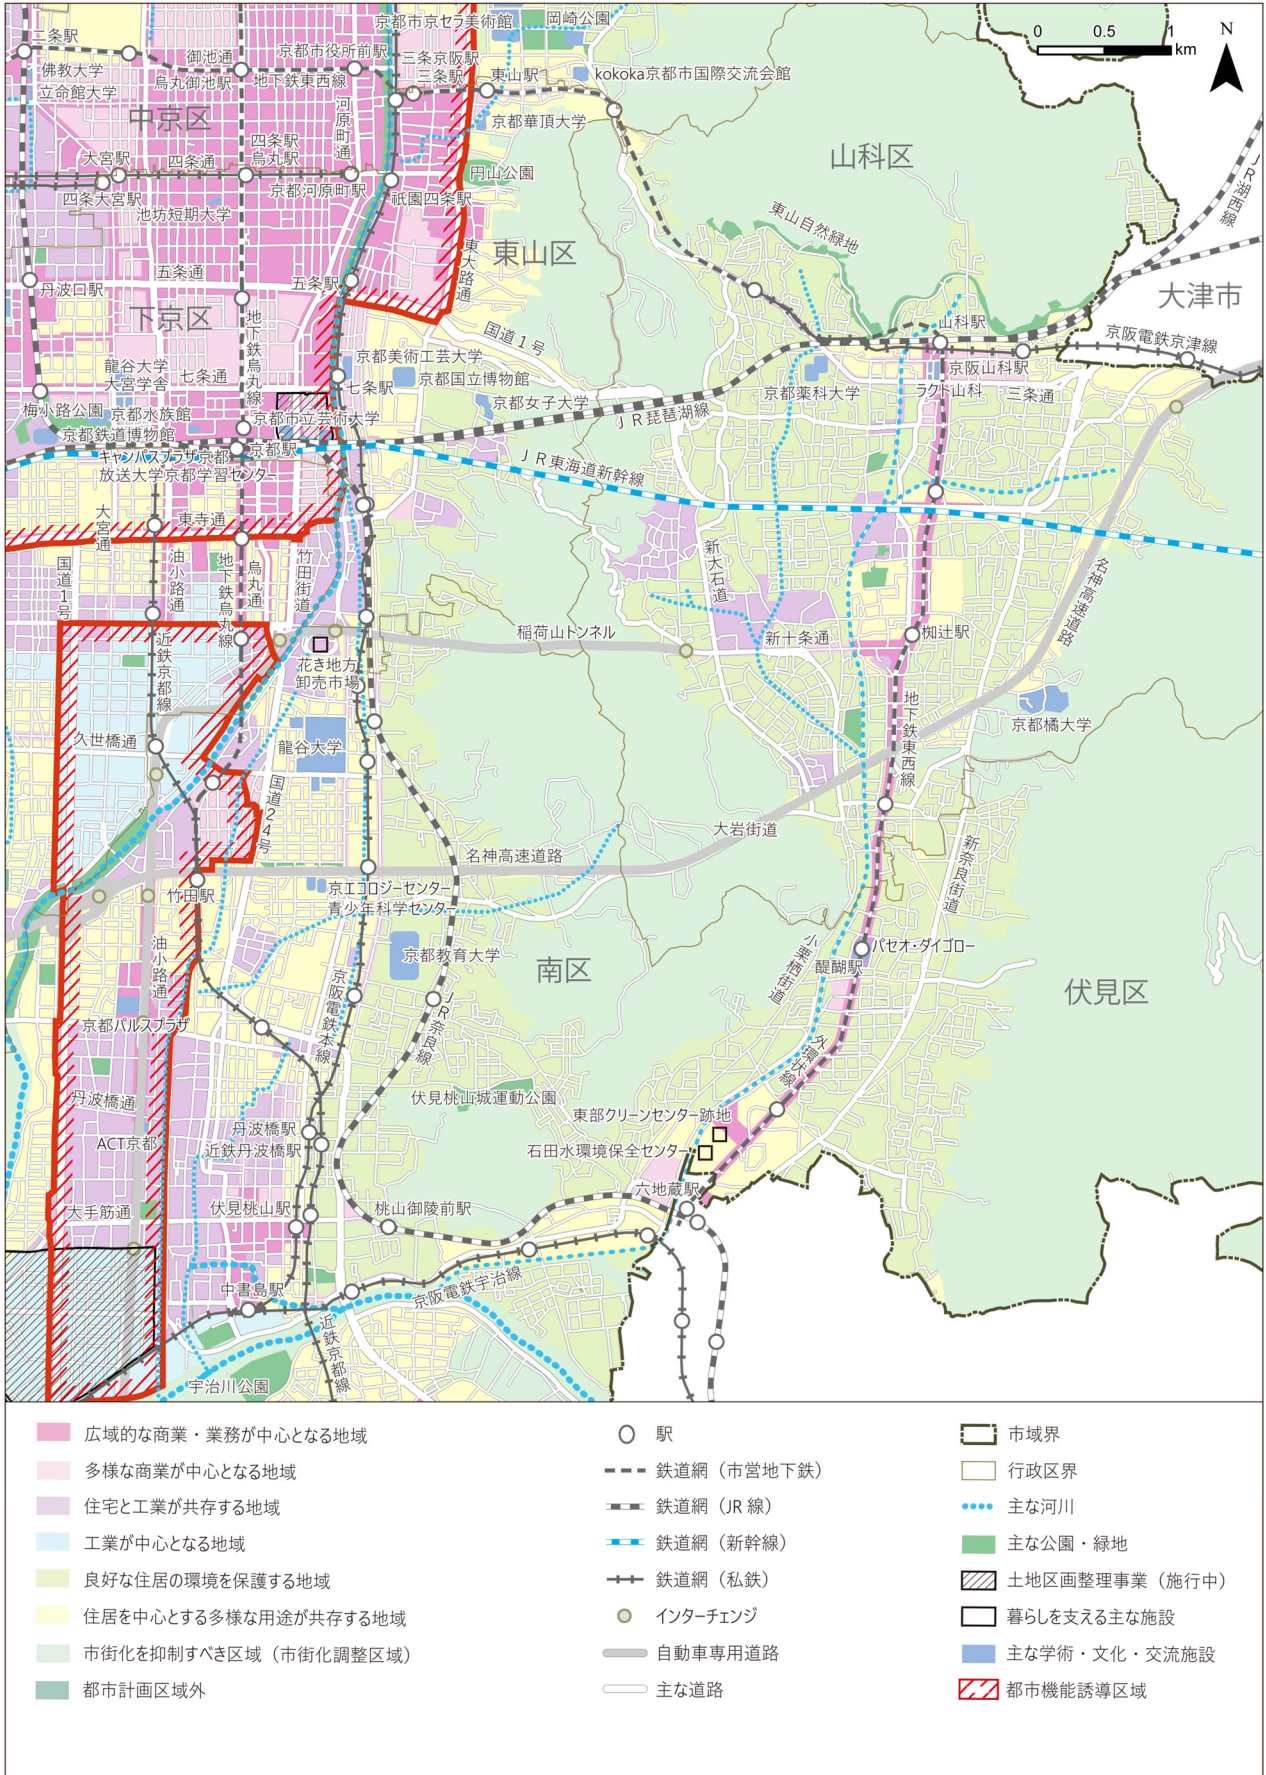 二条駅
佛教大学
立命館大学
御池通
京都市役所前駅
京都市京セラ美術館
岡崎公園
三条京阪駅
三条駅
東山駅
kokoka京都市国際交流会館
烏丸御池駅
地下鉄東西線
河原町通
中京区
京都華頂大学
0 0.5 1
km
N
山科区
JR湖西線
大宮駅
四条通
四条駅
烏丸駅
円山公園
四条大宮駅
京都河原町駅
祇園四条駅
池坊短期大学
東大路通
東山区
東山自然緑地
五条通
五条駅
丹波口駅
下京区
大津市
地下鉄烏丸線
国道1号
山科駅
京阪電鉄京津線
龍谷大学
大宮学舎
七条通
京都美術工芸大学
七条駅
京都国立博物館
京都女子大学
京都薬科大学
京阪山科駅
ラクト山科
三条通
梅小路公園
京都水族館
京都市立芸術大学
JR琵琶湖線
京都鉄道博物館
京都駅
キャンパスプラザ京都
放送大学京都学習センター
JR東海道新幹線
大宮通
東寺通
国道1号
油小路通
地下鉄烏丸線
烏丸通
竹田街道
新大石道
名神高速道路
稲荷山トンネル
新十条通
椥辻駅
近鉄京都線
花き地方
卸売市場
地下鉄東西線
京都橘大学
久世橋通
龍谷大学
国道24号
大岩街道
名神高速道路
新奈良街道
竹田駅
京エコロジーセンター
青少年科学センター
油小路通
京都教育大学
南区
小栗栖街道
パセオ・ダイゴロー
醍醐駅
伏見区
京阪電鉄本線
JR奈良線
京都パルスプラザ
外環状線
丹波橋通
伏見桃山城運動公園
東部クリーンセンター跡地
丹波橋駅
ACT京都
近鉄丹波橋駅
石田水環境保全センター
六地蔵駅
大手筋通
伏見桃山駅
桃山御陵前駅
中書島駅
京阪電鉄宇治線
近鉄京都線
宇治川公園
広域的な商業・業務が中心となる地域
多様な商業が中心となる地域
住宅と工業が共存する地域
工業が中心となる地域
良好な住居の環境を保護する地域
住居を中心とする多様な用途が共存する地域
市街化を抑制すべき区域（市街化調整区域）
都市計画区域外
駅
鉄道網（市営地下鉄）
鉄道網（JR 線）
鉄道網（新幹線）
鉄道網（私鉄）
インターチェンジ
自動車専用道路
主な道路
市域界
行政区界
主な河川
主な公園・緑地
土地区画整理事業（施行中）
暮らしを支える主な施設
主な学術・文化・交流施設
都市機能誘導区域